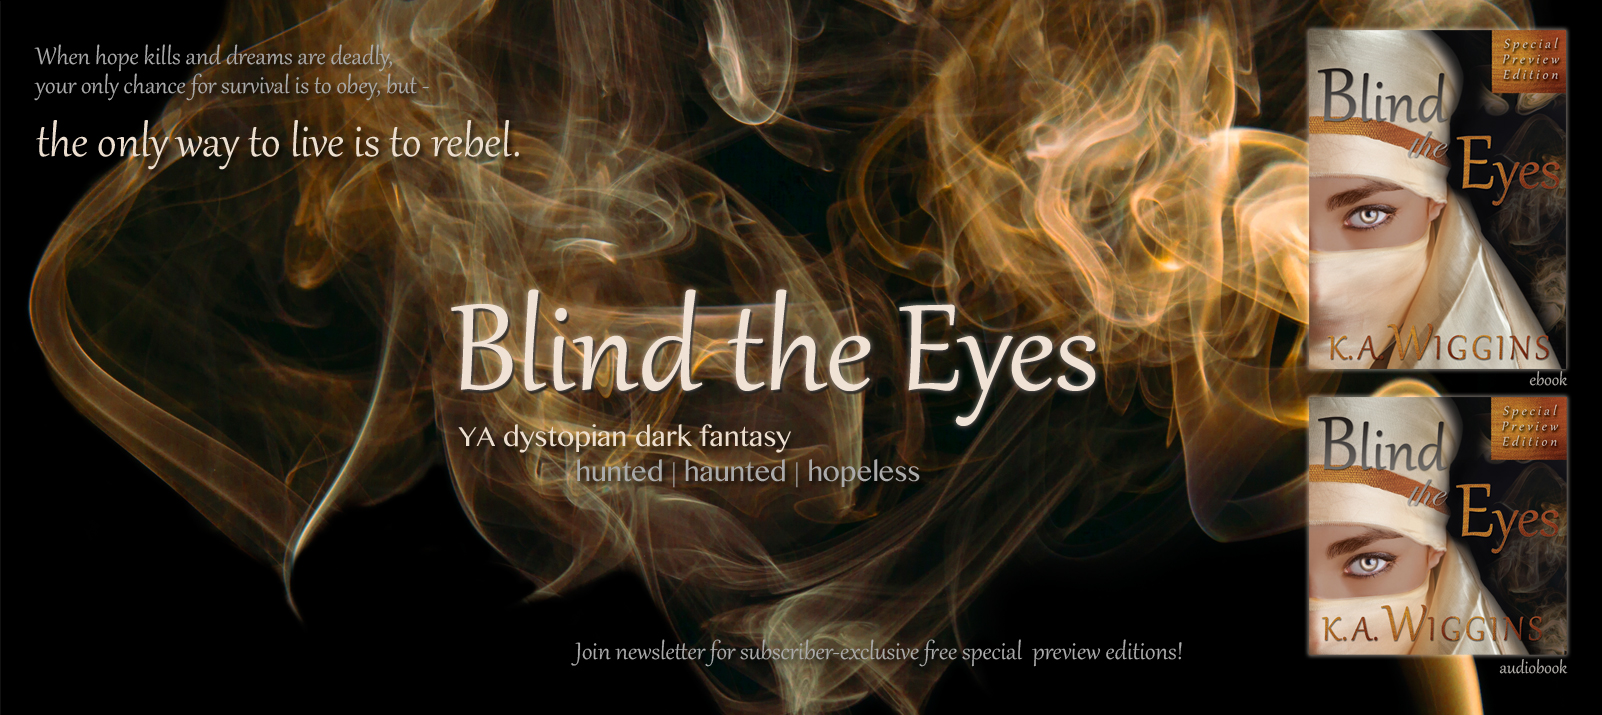 When hope kills and dreams are deadly,
your only chance for survival is to obey, but -
the only way to live is to rebel.
Blind the Eyes
YA dystopian dark fantasy
hunted | haunted | hopeless
Join newsletter for subscriber-exclusive free special preview editions!
Special
Preview
Edition
Blind
the Eyes
K.A. WIGGINS
ebook
Special
Preview
Edition
Blind
the Eyes
K.A. WIGGINS
audiobook